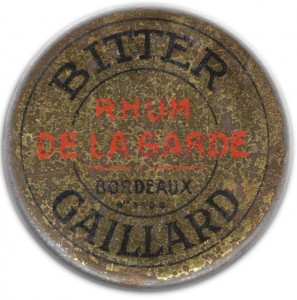 BITTER
RHUM
DE LA GARDE
BORDEAUX
GAILLARD